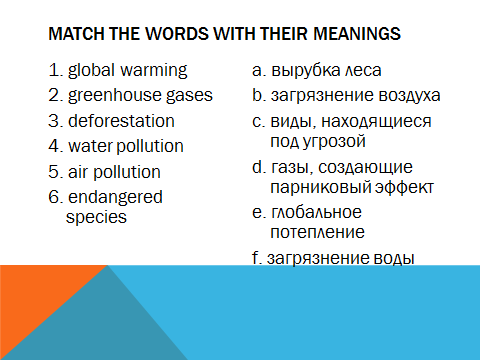 MATCH THE WORDS WITH THEIR MEANINGS
1. global warming
2. greenhouse gases
3. deforestation
4. water pollution
5. air pollution
6. endangered
species
a. вырубка леса
b. загрязнение воздуха
c. виды, находящиеся
под угрозой
d. газы, создающие
парниковый эффект
e. глобальное
потепление
f. загрязнение воды